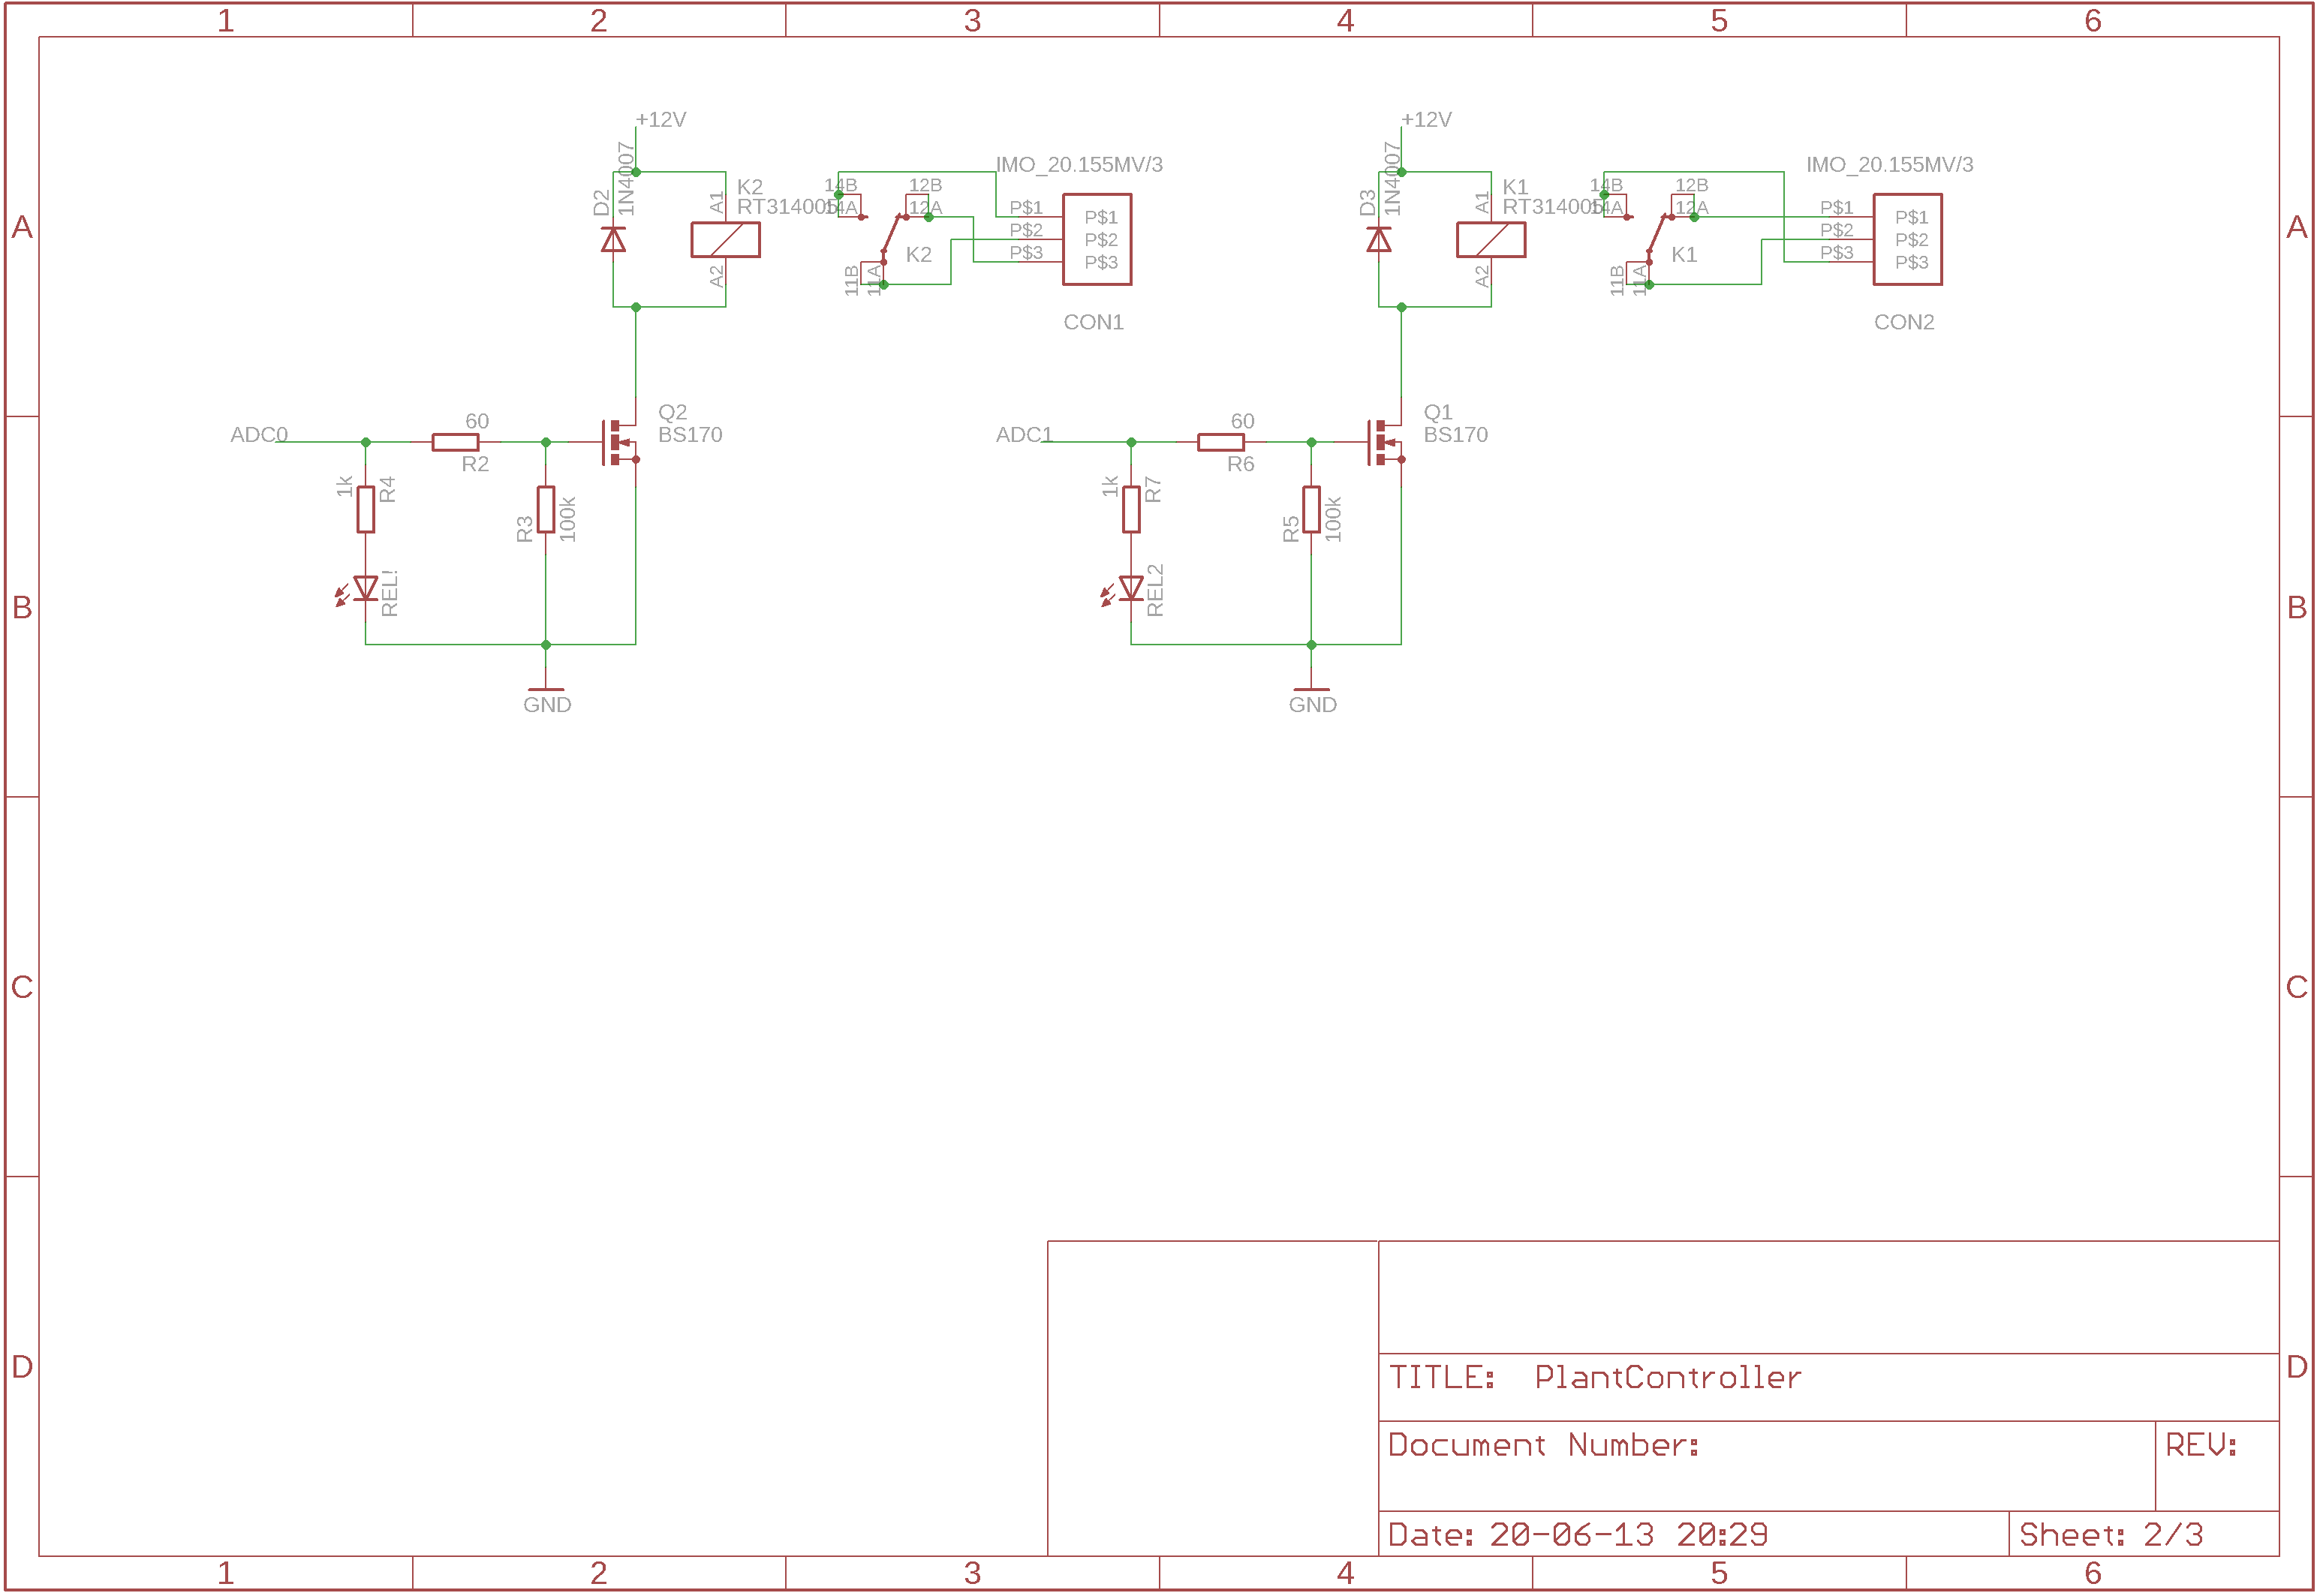 1 2 3 4 5 6
A A
B B
C C
D D
+12V
D2
1N4007
A1
K2
RT314005
A2
14B
14A
12B
12A
11B
11A
K2
IMO_20.155MV/3
P$1 P$1
P$2 P$2
P$3 P$3
CON1
ADC0
60
R2
Q2
BS170
1k
R4
R3
100k
REL!
GND
+12V
D3
1N4007
A1
K1
RT314005
A2
14B
14A
12B
12A
11B
11A
K1
IMO_20.155MV/3
P$1 P$1
P$2 P$2
P$3 P$3
CON2
ADC1
60
R6
Q1
BS170
1k
R7
R5
100k
REL2
GND
TITLE: PlantController
Document Number:
REV:
Date: 20-06-13 20:29
Sheet: 2/3
1 2 3 4 5 6